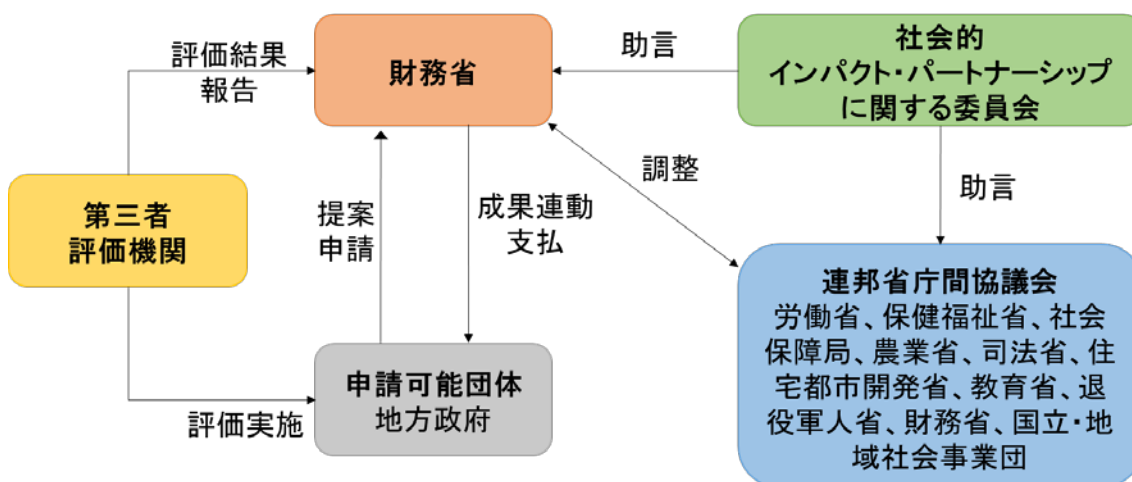 評価結果
報告
財務省
助言
社会的
インパクト・パートナーシップ
に関する委員会
第三者
評価機関
提案
申請
成果連動
支払
調整
助言
評価実施
申請可能団体
地方政府
連邦省庁間協議会
労働省、保健福祉省、社会
保障局、農業省、司法省、住
宅都市開発省、教育省、退
役軍人省、財務省、国立・地
域社会事業団